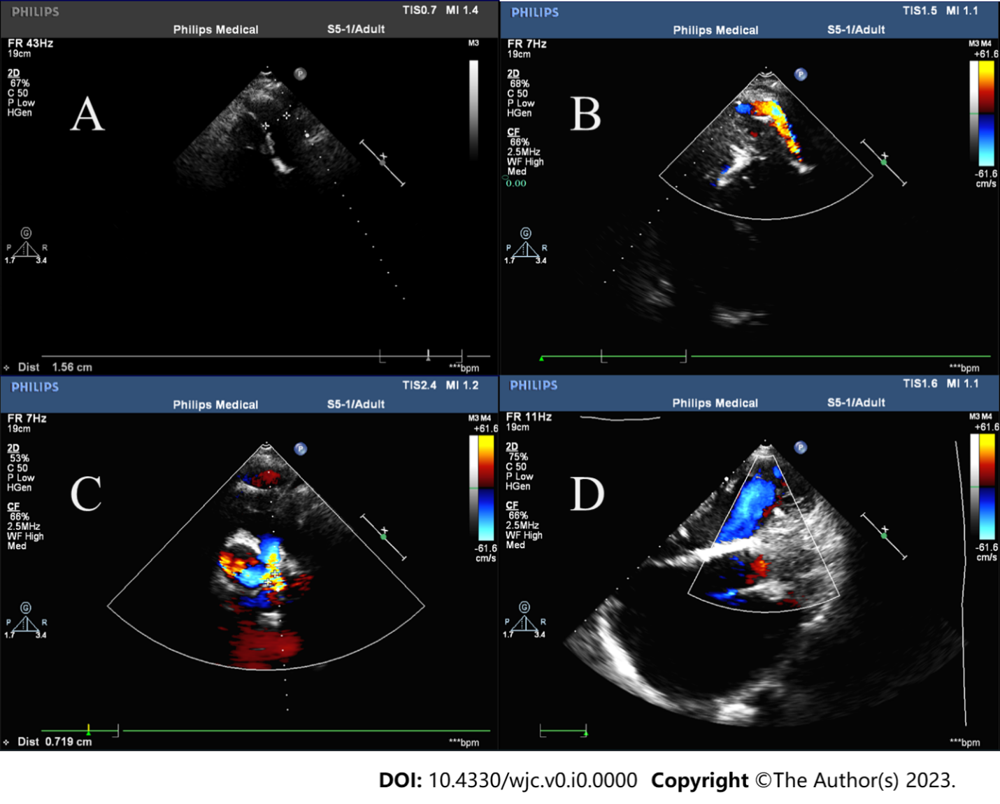 PHILIPS
TIS0.7 MI 1.4
Philips Medical S5-1/Adult
FR 43Hz
19cm
M3
2D
67%
C 50
P Low
HGen
P
A
G
P R
1.7 3.4
Dist 1.56 cm
***bpm
PHILIPS
TIS1.5 MI 1.1
Philips Medical S5-1/Adult
FR 7Hz
19cm
M3 M4
+61.6
2D
68%
C 50
P Low
HGen
P
B
CF
66%
2.5MHz
WF High
Med
0.00
-61.6
cm/s
G
P R
1.7 3.4
***bpm
PHILIPS
TIS2.4 MI 1.2
Philips Medical S5-1/Adult
FR 7Hz
19cm
M3 M4
+61.6
2D
53%
C 50
P Low
HGen
P
C
CF
66%
2.5MHz
WF High
Med
-61.6
cm/s
G
P R
1.7 3.4
Dist 0.719 cm
***bpm
PHILIPS
TIS1.6 MI 1.1
Philips Medical S5-1/Adult
FR 11Hz
19cm
M3 M4
+61.6
2D
75%
C 50
P Low
HGen
P
D
CF
66%
2.5MHz
WF High
Med
-61.6
cm/s
G
P R
1.7 3.4
***bpm
DOI: 10.4330/wjc.v0.i0.0000 Copyright ©The Author(s) 2023.